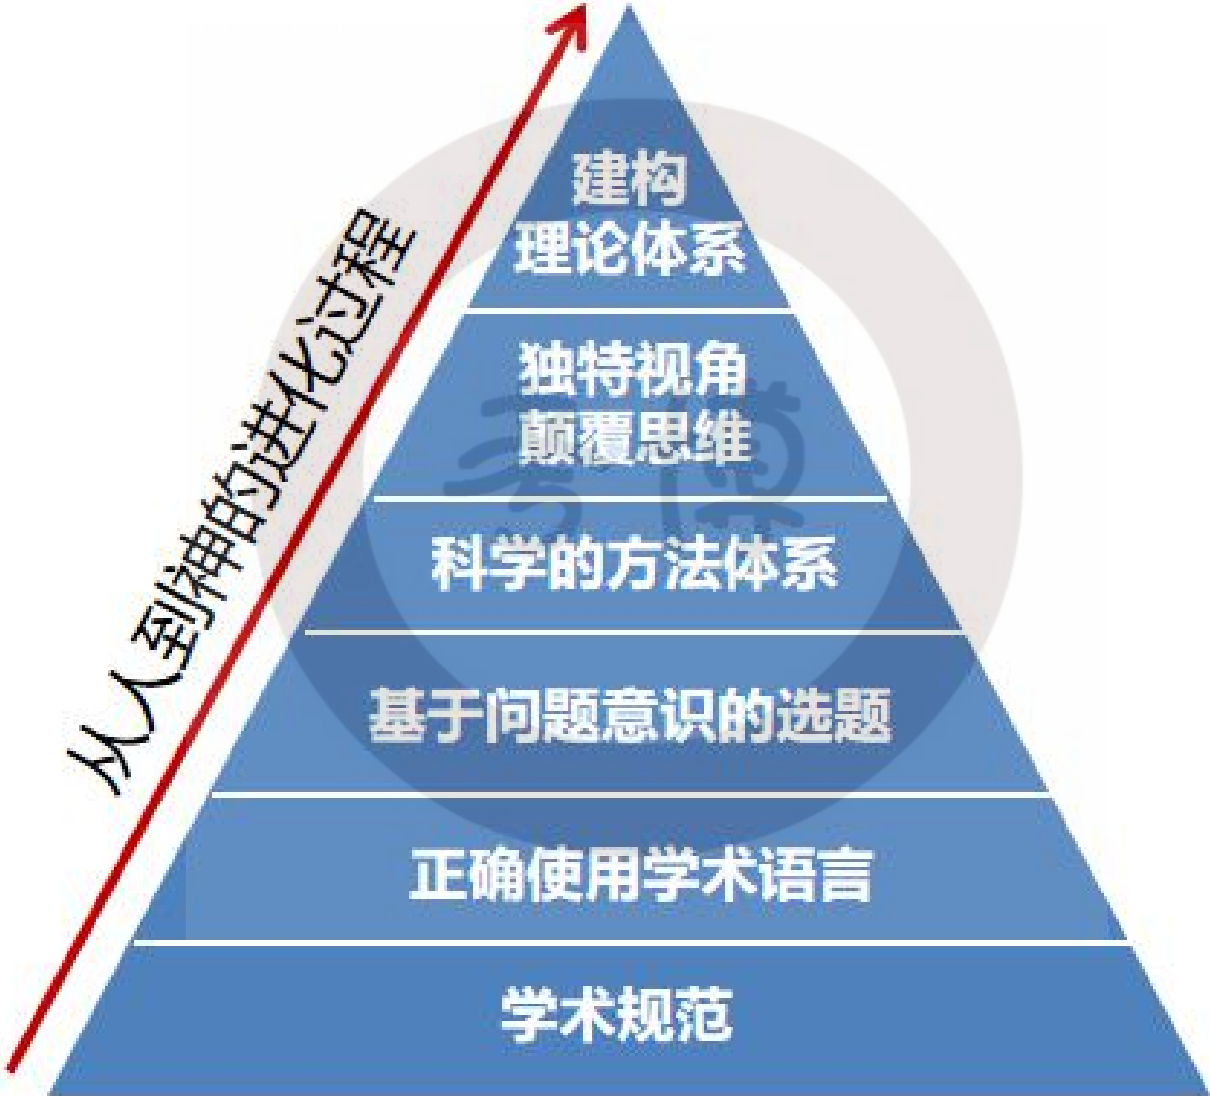 建构
理论体系
独特视角
颠覆思维
科学的方法体系
基于问题意识的选题
正确使用学术语言
学术规范
从人到神的进化过程
考博